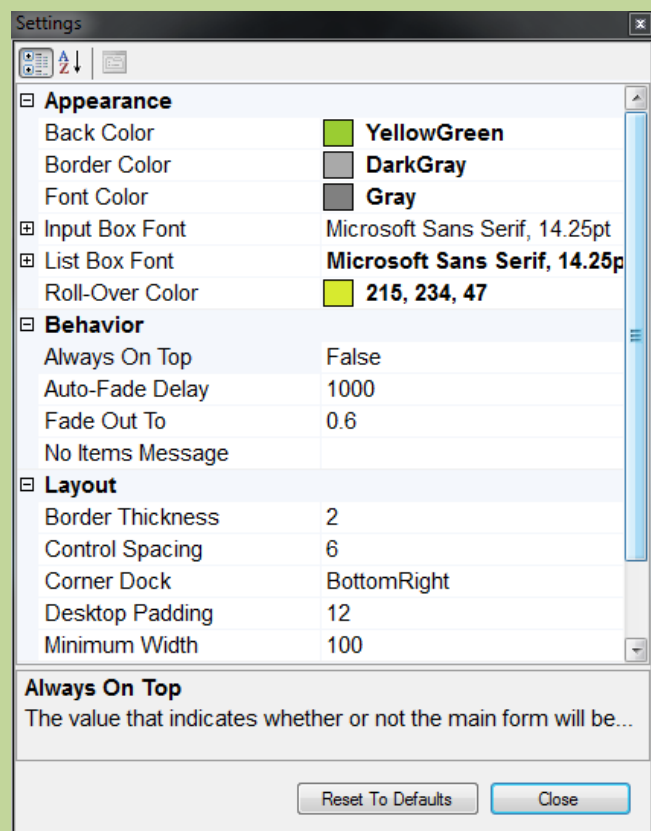 Settings
Appearance
Back Color YellowGreen
Border Color DarkGray
Font Color Gray
Input Box Font Microsoft Sans Serif, 14.25pt
List Box Font Microsoft Sans Serif, 14.25p
Roll-Over Color 215, 234, 47
Behavior
Always On Top False
Auto-Fade Delay 1000
Fade Out To 0.6
No Items Message
Layout
Border Thickness 2
Control Spacing 6
Corner Dock BottomRight
Desktop Padding 12
Minimum Width 100
Always On Top
The value that indicates whether or not the main form will be...
Reset To Defaults Close